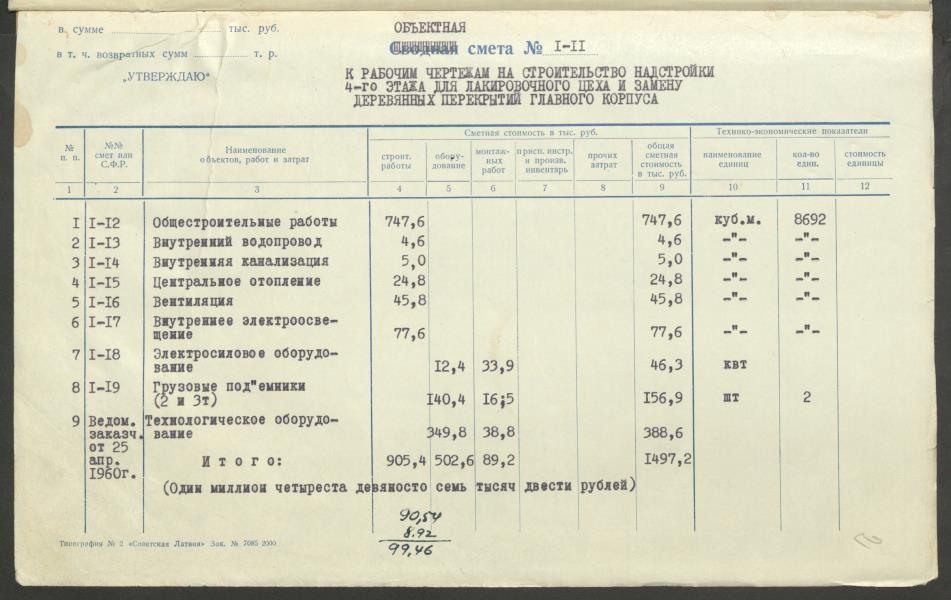 в сумме тыс. руб.
в т. ч. возвратных сумм т. р.
„УТВЕРЖДАЮ“
ОБЪЕКТНАЯ
Сводная смета № I-II
К РАБОЧИМ ЧЕРТЕЖАМ НА СТРОИТЕЛЬСТВО НАДСТРОЙКИ
4-ГО ЭТАЖА ДЛЯ ЛАКИРОВОЧНОГО ЦЕХА И ЗАМЕНУ
ДЕРЕВЯННЫХ ПЕРЕКРЫТИЙ ГЛАВНОГО КОРПУСА
Сметная стоимость в тыс. руб. Технико-экономические показатели
№ п. п. №№ смет или С.Ф.Р. Наименование объектов, работ и затрат строит. работы обору-дование монтаж-ных работ присп. инстр. и произв. инвентарь прочих затрат общая сметная стоимость в тыс. руб. наименование единиц кол-во един. стоимость единицы
1 2 3 4 5 6 7 8 9 10 11 12
I I-I2 Общестроительные работы 747,6 747,6 куб.м. 8692
2 I-I3 Внутренний водопровод 4,6 4,6 -"- -"-
3 I-I4 Внутренняя канализация 5,0 5,0 -"- -"-
4 I-I5 Центральное отопление 24,8 24,8 -"- -"-
5 I-I6 Вентиляция 45,8 45,8 -"- -"-
6 I-I7 Внутреннее электроосве-
щение 77,6 77,6 -"- -"-
7 I-I8 Электросиловое оборудо-
вание I2,4 33,9 46,3 квт
8 I-I9 Грузовые под"емники
(2 и 3т) I40,4 I6;5 I56,9 шт 2
9 Ведом. Технологическое оборудо-
заказч. вание 349,8 38,8 388,6
от 25
апр. Итого: 905,4 502,6 89,2 I497,2
I960г.
(Один миллион четыреста девяносто семь тысяч двести рублей)
90,54
8.92
99,46
Типография № 2 «Советская Латвия» Зак. № 7085 2000